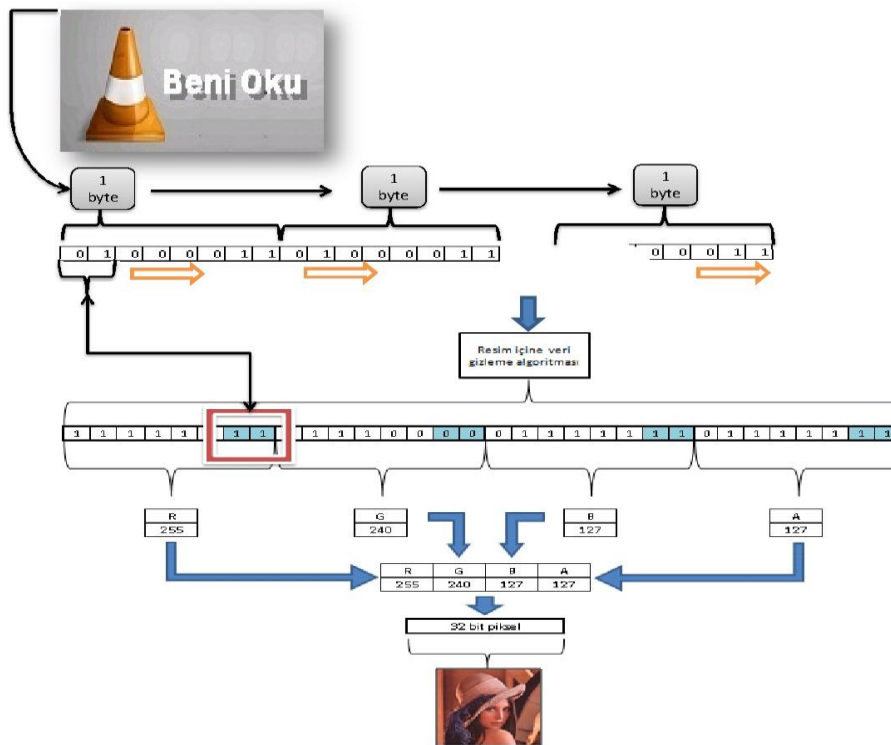 Beni Oku
1 byte
1 byte
1 byte
0 1 0 0 0 0 1 1 0 1 0 0 0 0 1 1 0 0 0 1 1
Resim içine veri
gizleme algoritması
1 1 1 1 1 1 1 1 1 1 0 0 0 0 0 1 1 1 1 1 1 1 0 1 1 1 1 1 1 1
R G B A
255 240 127 127
R G B A
255 240 127 127
32 bit piksel